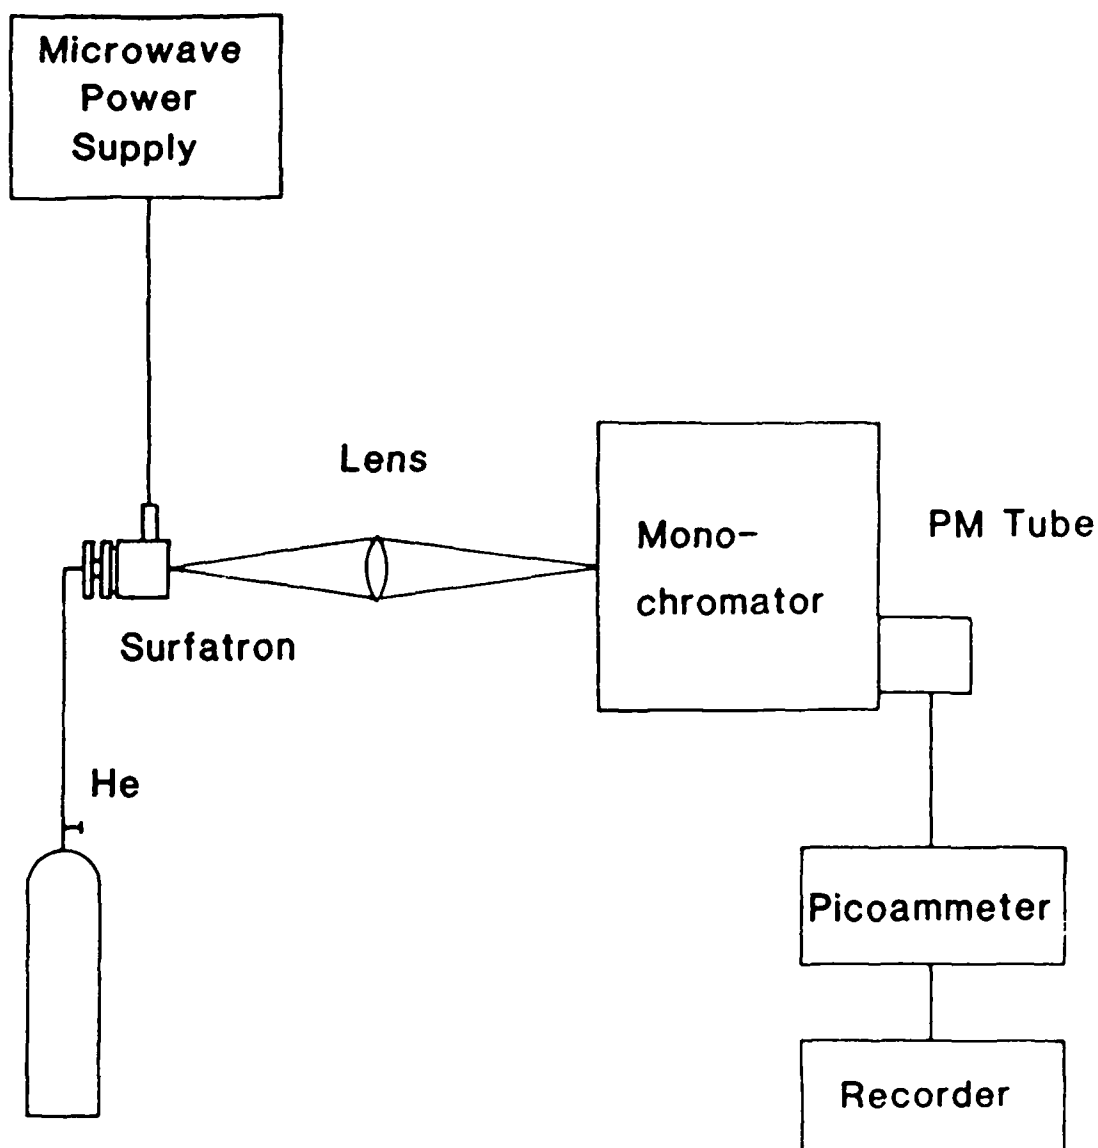 Microwave
Power
Supply
Lens
Mono-
chromator
PM Tube
Surfatron
He
Picoammeter
Recorder